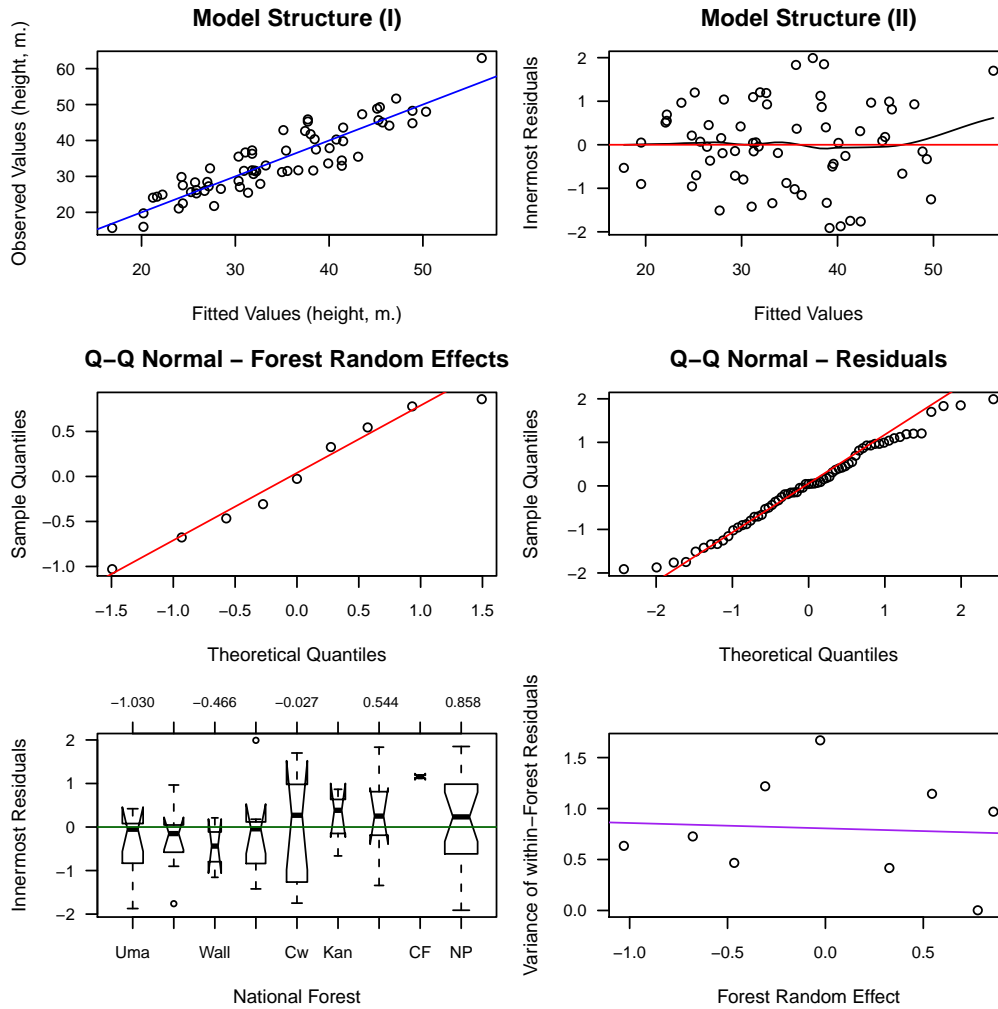 Model Structure (I)
Observed Values (height, m.)
60
50
40
30
20
20 30 40 50
Fitted Values (height, m.)
Model Structure (II)
Innermost Residuals
2
1
0
−1
−2
20 30 40 50
Fitted Values
Q−Q Normal − Forest Random Effects
Sample Quantiles
0.5
0.0
−0.5
−1.0
−1.5 −1.0 −0.5 0.0 0.5 1.0 1.5
Theoretical Quantiles
Q−Q Normal − Residuals
Sample Quantiles
2
1
0
−1
−2
−2 −1 0 1 2
Theoretical Quantiles
−1.030 −0.466 −0.027 0.544 0.858
Innermost Residuals
2
1
0
−1
−2
Uma Wall Cw Kan CF NP
National Forest
Variance of within−Forest Residuals
1.5
1.0
0.5
0.0
−1.0 −0.5 0.0 0.5
Forest Random Effect